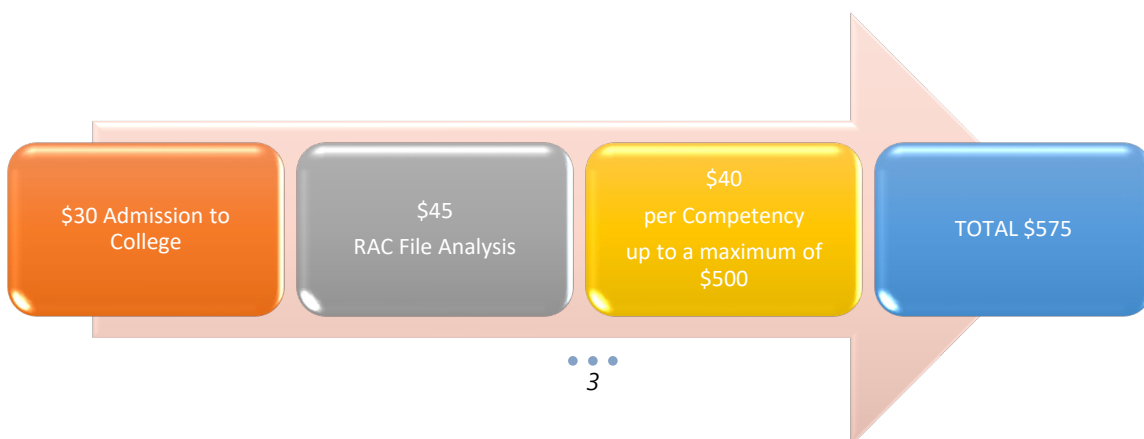 $30 Admission to
College
$45
RAC File Analysis
$40
per Competency
up to a maximum of
$500
TOTAL $575
3